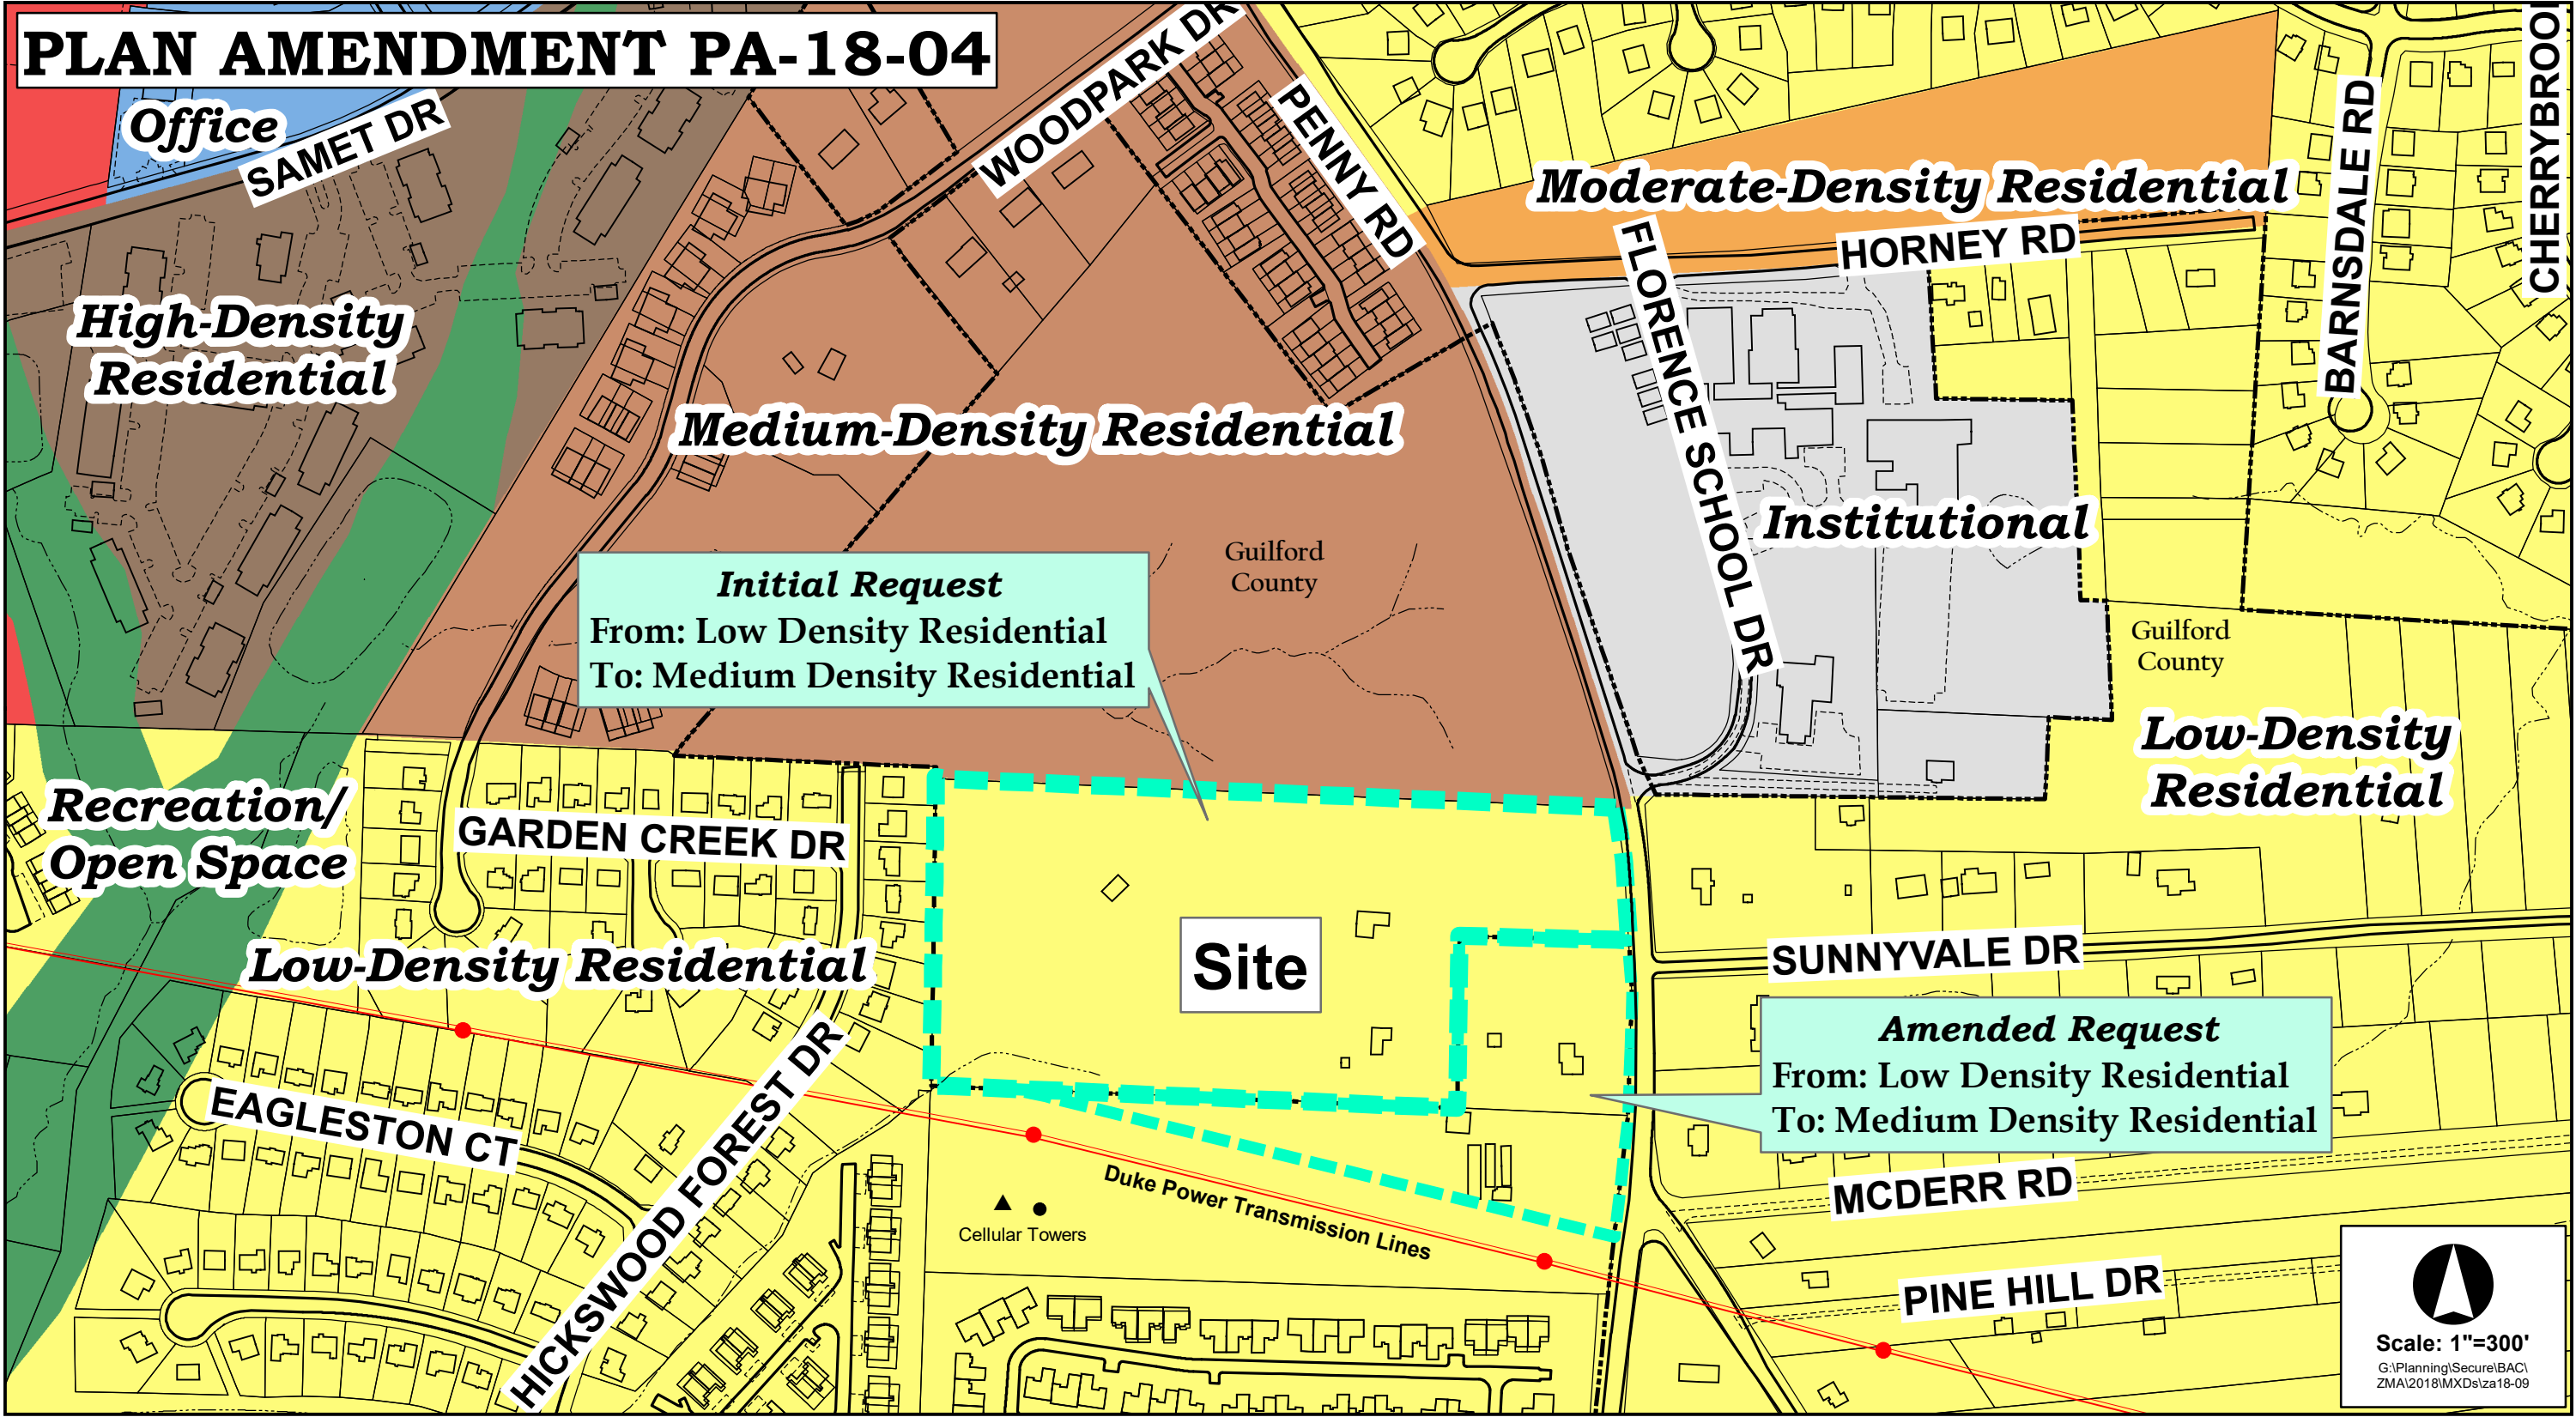 PLAN AMENDMENT PA-18-04
Office
SAMET DR
WOODPARK DR
PENNY RD
Moderate-Density Residential
HORNEY RD
BARNSDALE RD
FLORENCE SCHOOL DR
High-Density
Residential
Medium-Density Residential
Institutional
Guilford
County
Initial Request
From: Low Density Residential
To: Medium Density Residential
Guilford
County
Low-Density
Residential
Recreation/
Open Space
GARDEN CREEK DR
Low-Density Residential
Site
SUNNYVALE DR
Amended Request
From: Low Density Residential
To: Medium Density Residential
EAGLESTON CT
HICKSWOOD FOREST DR
Duke Power Transmission Lines
Cellular Towers
MCDERR RD
PINE HILL DR
Scale: 1"=300'
G:\Planning\Secure\BAC\
ZMA\2018\MXDs\za18-09